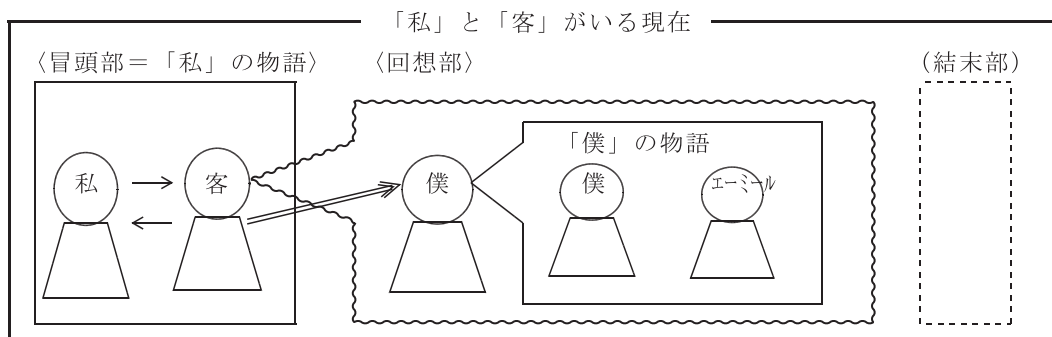 「私」と「客」がいる現在
〈冒頭部＝「私」の物語〉
〈回想部〉
(結末部)
「僕」の物語
私
客
僕
僕
エーミール